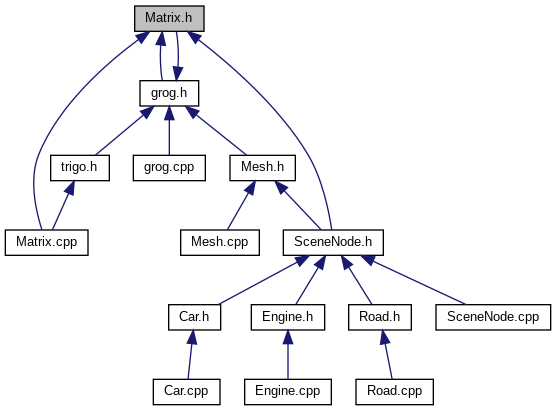 Matrix.h
grog.h
trigo.h
grog.cpp
Mesh.h
Matrix.cpp
Mesh.cpp
SceneNode.h
Car.h
Engine.h
Road.h
SceneNode.cpp
Car.cpp
Engine.cpp
Road.cpp